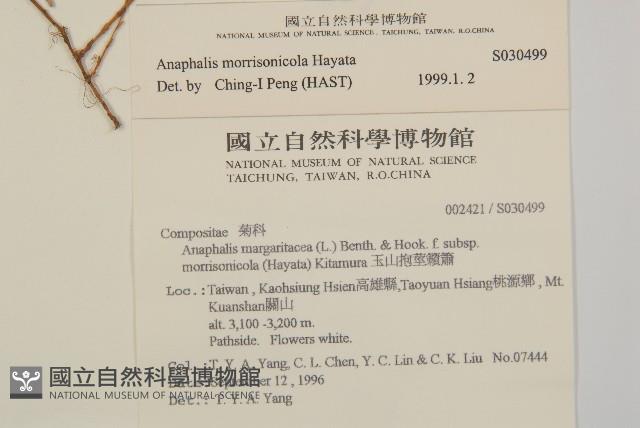 國立自然科學博物館
NATIONAL MUSEUM OF NATURAL SCIENCE, TAICHUNG, TAIWAN, R.O.CHINA
Anaphalis morrisonicola Hayata S030499
Det. by Ching-I Peng (HAST) 1999.1. 2
國立自然科學博物館
NATIONAL MUSEUM OF NATURAL SCIENCE
TAICHUNG, TAIWAN, R.O.CHINA
002421 / S030499
Compositae 菊科
Anaphalis margaritacea (L.) Benth. & Hook. f. subsp.
morrisonicola (Hayata) Kitamura 玉山抱莖籟簫
Loc.: Taiwan , Kaohsiung Hsien高雄縣,Taoyuan Hsiang桃源鄉 , Mt.
Kuanshan關山
alt. 3,100 -3,200 m.
Pathside. Flowers white.
Col.: T. Y. A. Yang, C. L. Chen, Y. C. Lin & C. K. Liu No.07444
September 12 , 1996
Det.: T. Y. A. Yang
國立自然科學博物館
NATIONAL MUSEUM OF NATURAL SCIENCE